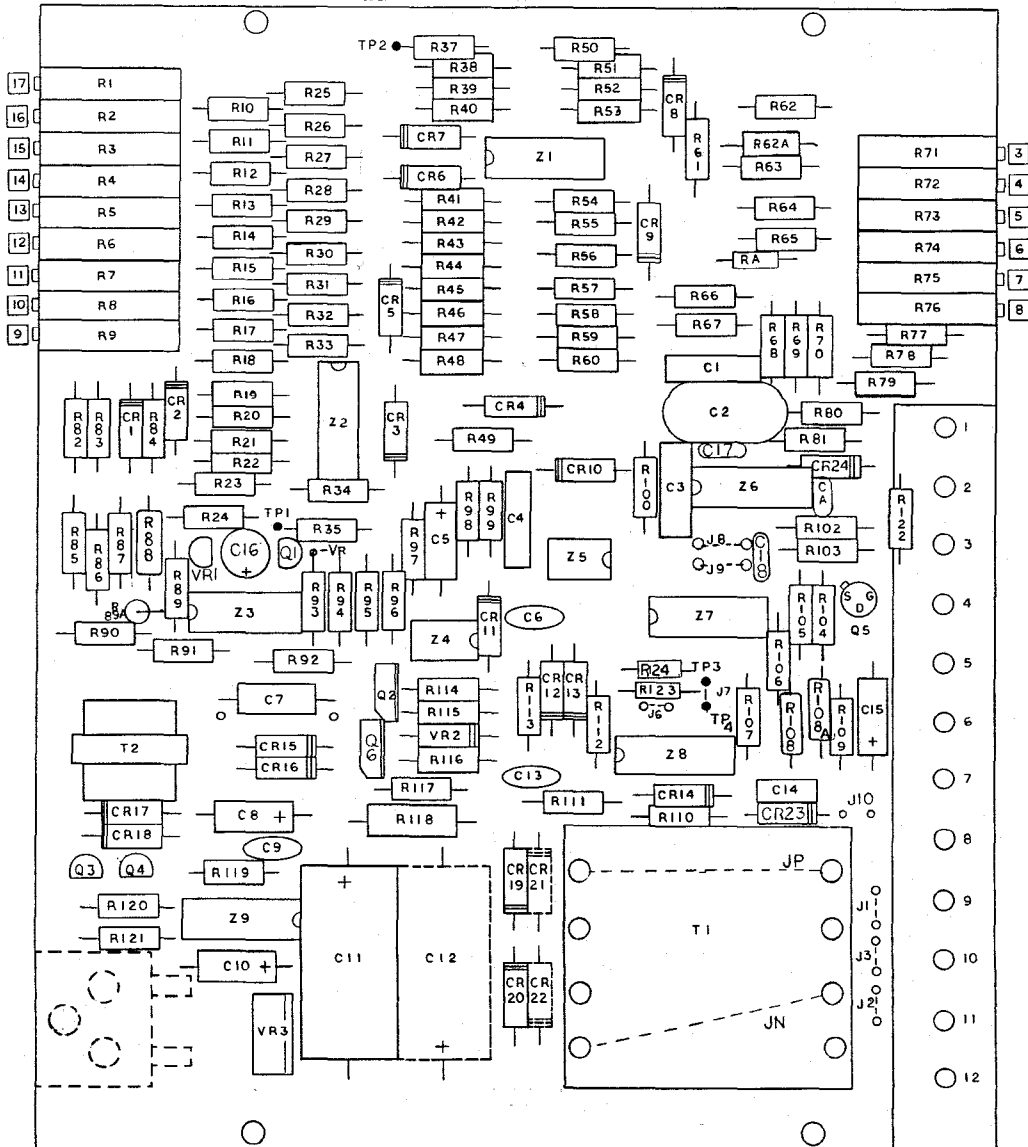 TP2
R37
R50
R38
R51
17
R1
R39
R52
R25
R10
R40
R53
CR8
R62
16
R2
R26
R11
CR7
R61
R62A
15
R3
R27
Z1
R63
R71
3
R12
14
R4
R28
CR6
R72
4
R13
R41
R54
R64
13
R5
R29
R42
R55
CR9
R73
5
R14
R43
R65
12
R6
R30
R56
RA
R74
6
R15
R44
11
R7
R31
R45
R57
R75
7
R16
CR5
R66
10
R8
R32
R46
R58
R67
R76
8
R17
9
R9
R33
R47
R59
R68
R69
R70
R77
R18
R48
R60
C1
R78
R79
R82
R83
CR1
R84
CR2
R19
R20
Z2
CR3
CR4
C2
R80
1
R21
R49
R81
R22
C17
CR24
R23
R34
CR10
R100
C3
Z6
CA
2
R122
R85
R86
R87
R88
R24
TP1
R35
R97
+
C5
R98
R99
C4
R102
C16
+
Q1
VR
J8
C18
R103
3
VR1
Z5
J9
R89
R93
R94
R95
R96
R89A
Z3
C6
Z7
R105
R104
S G
D
4
Q5
R90
Z4
CR11
R91
R92
R24
TP3
R106
5
Q2
R114
R113
CR12
CR13
R123
J7
C7
R115
J6
TP4
R107
R108
R108A
R109
C15
+
6
T2
Q6
VR2
R112
CR15
R116
Z8
CR16
C13
R117
C14
7
CR17
R111
CR14
J10
C8
+
R118
R110
CR23
CR18
C9
8
Q3
Q4
R119
+
CR19
CR21
JP
R120
Z9
J1
9
R121
T1
C10
+
C11
C12
J3
10
CR20
CR22
J2
VR3
JN
11
+
12